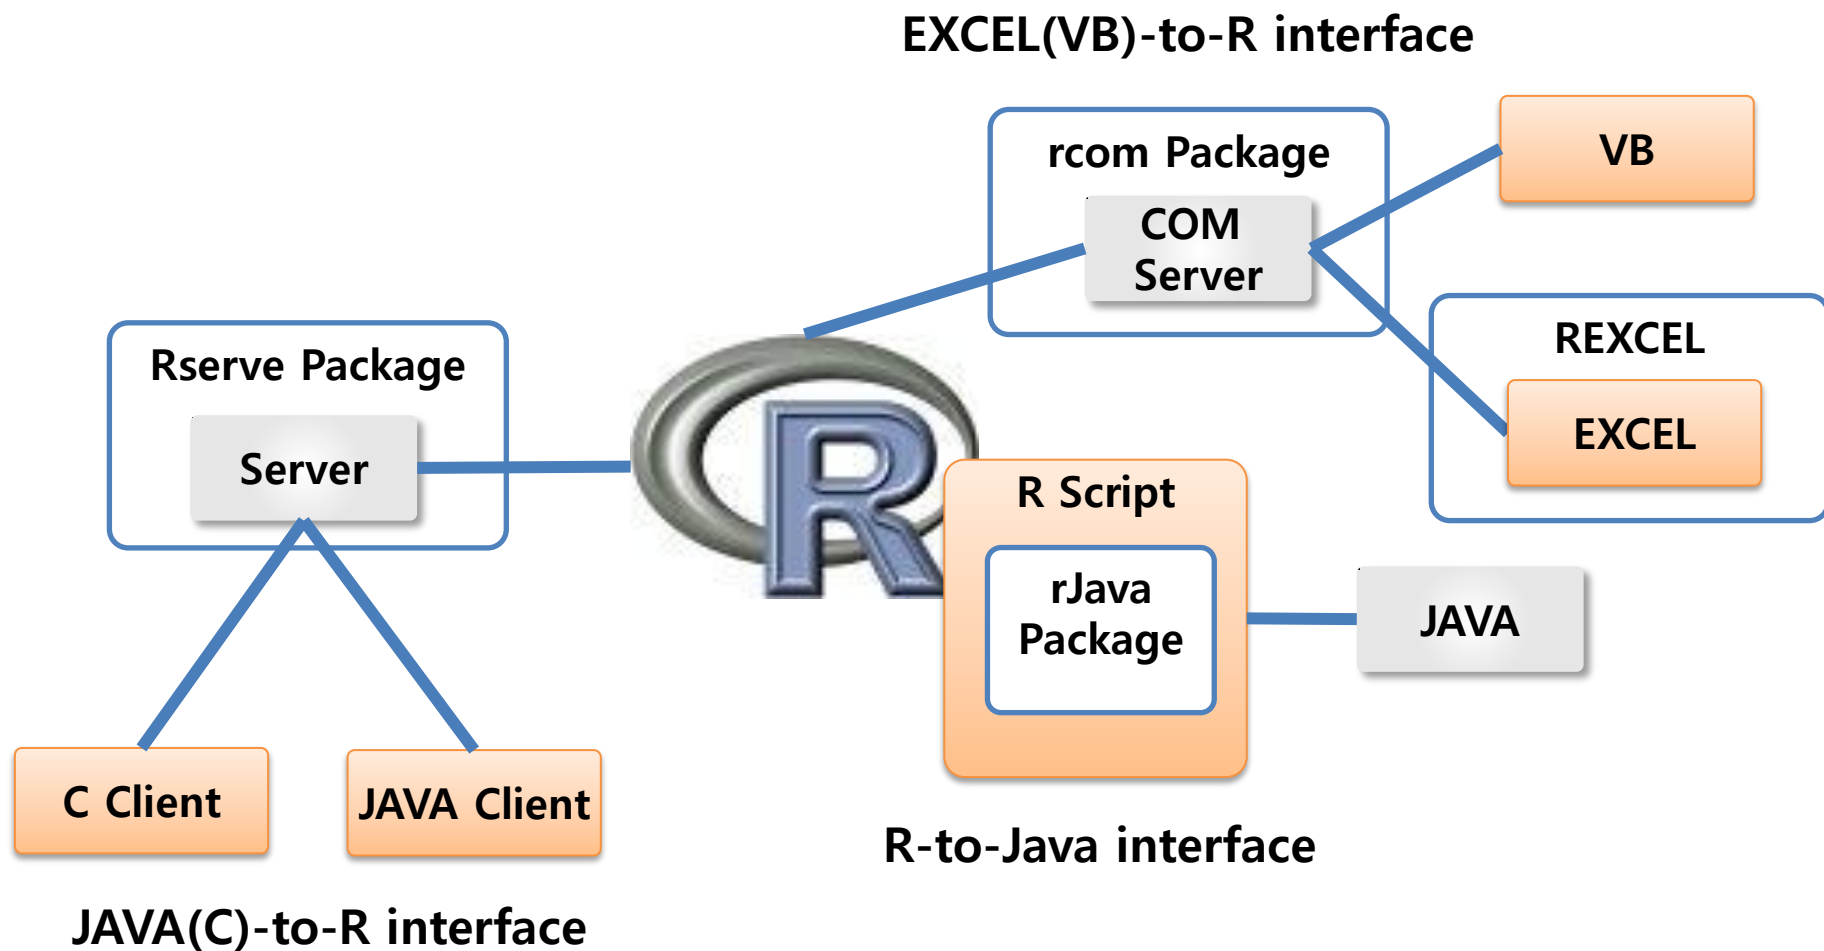 EXCEL(VB)-to-R interface
rcom Package
COM
Server
VB
REXCEL
EXCEL
Rserve Package
Server
R
R Script
rJava
Package
JAVA
C Client
JAVA Client
R-to-Java interface
JAVA(C)-to-R interface